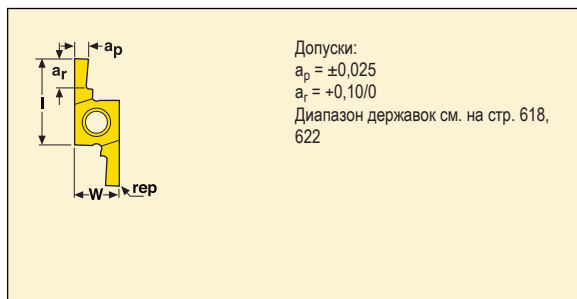 ap
ar
l
W
rep
Допуски:
ap = ±0,025
ar = +0,10/0
Диапазон державок см. на стр. 618,
622